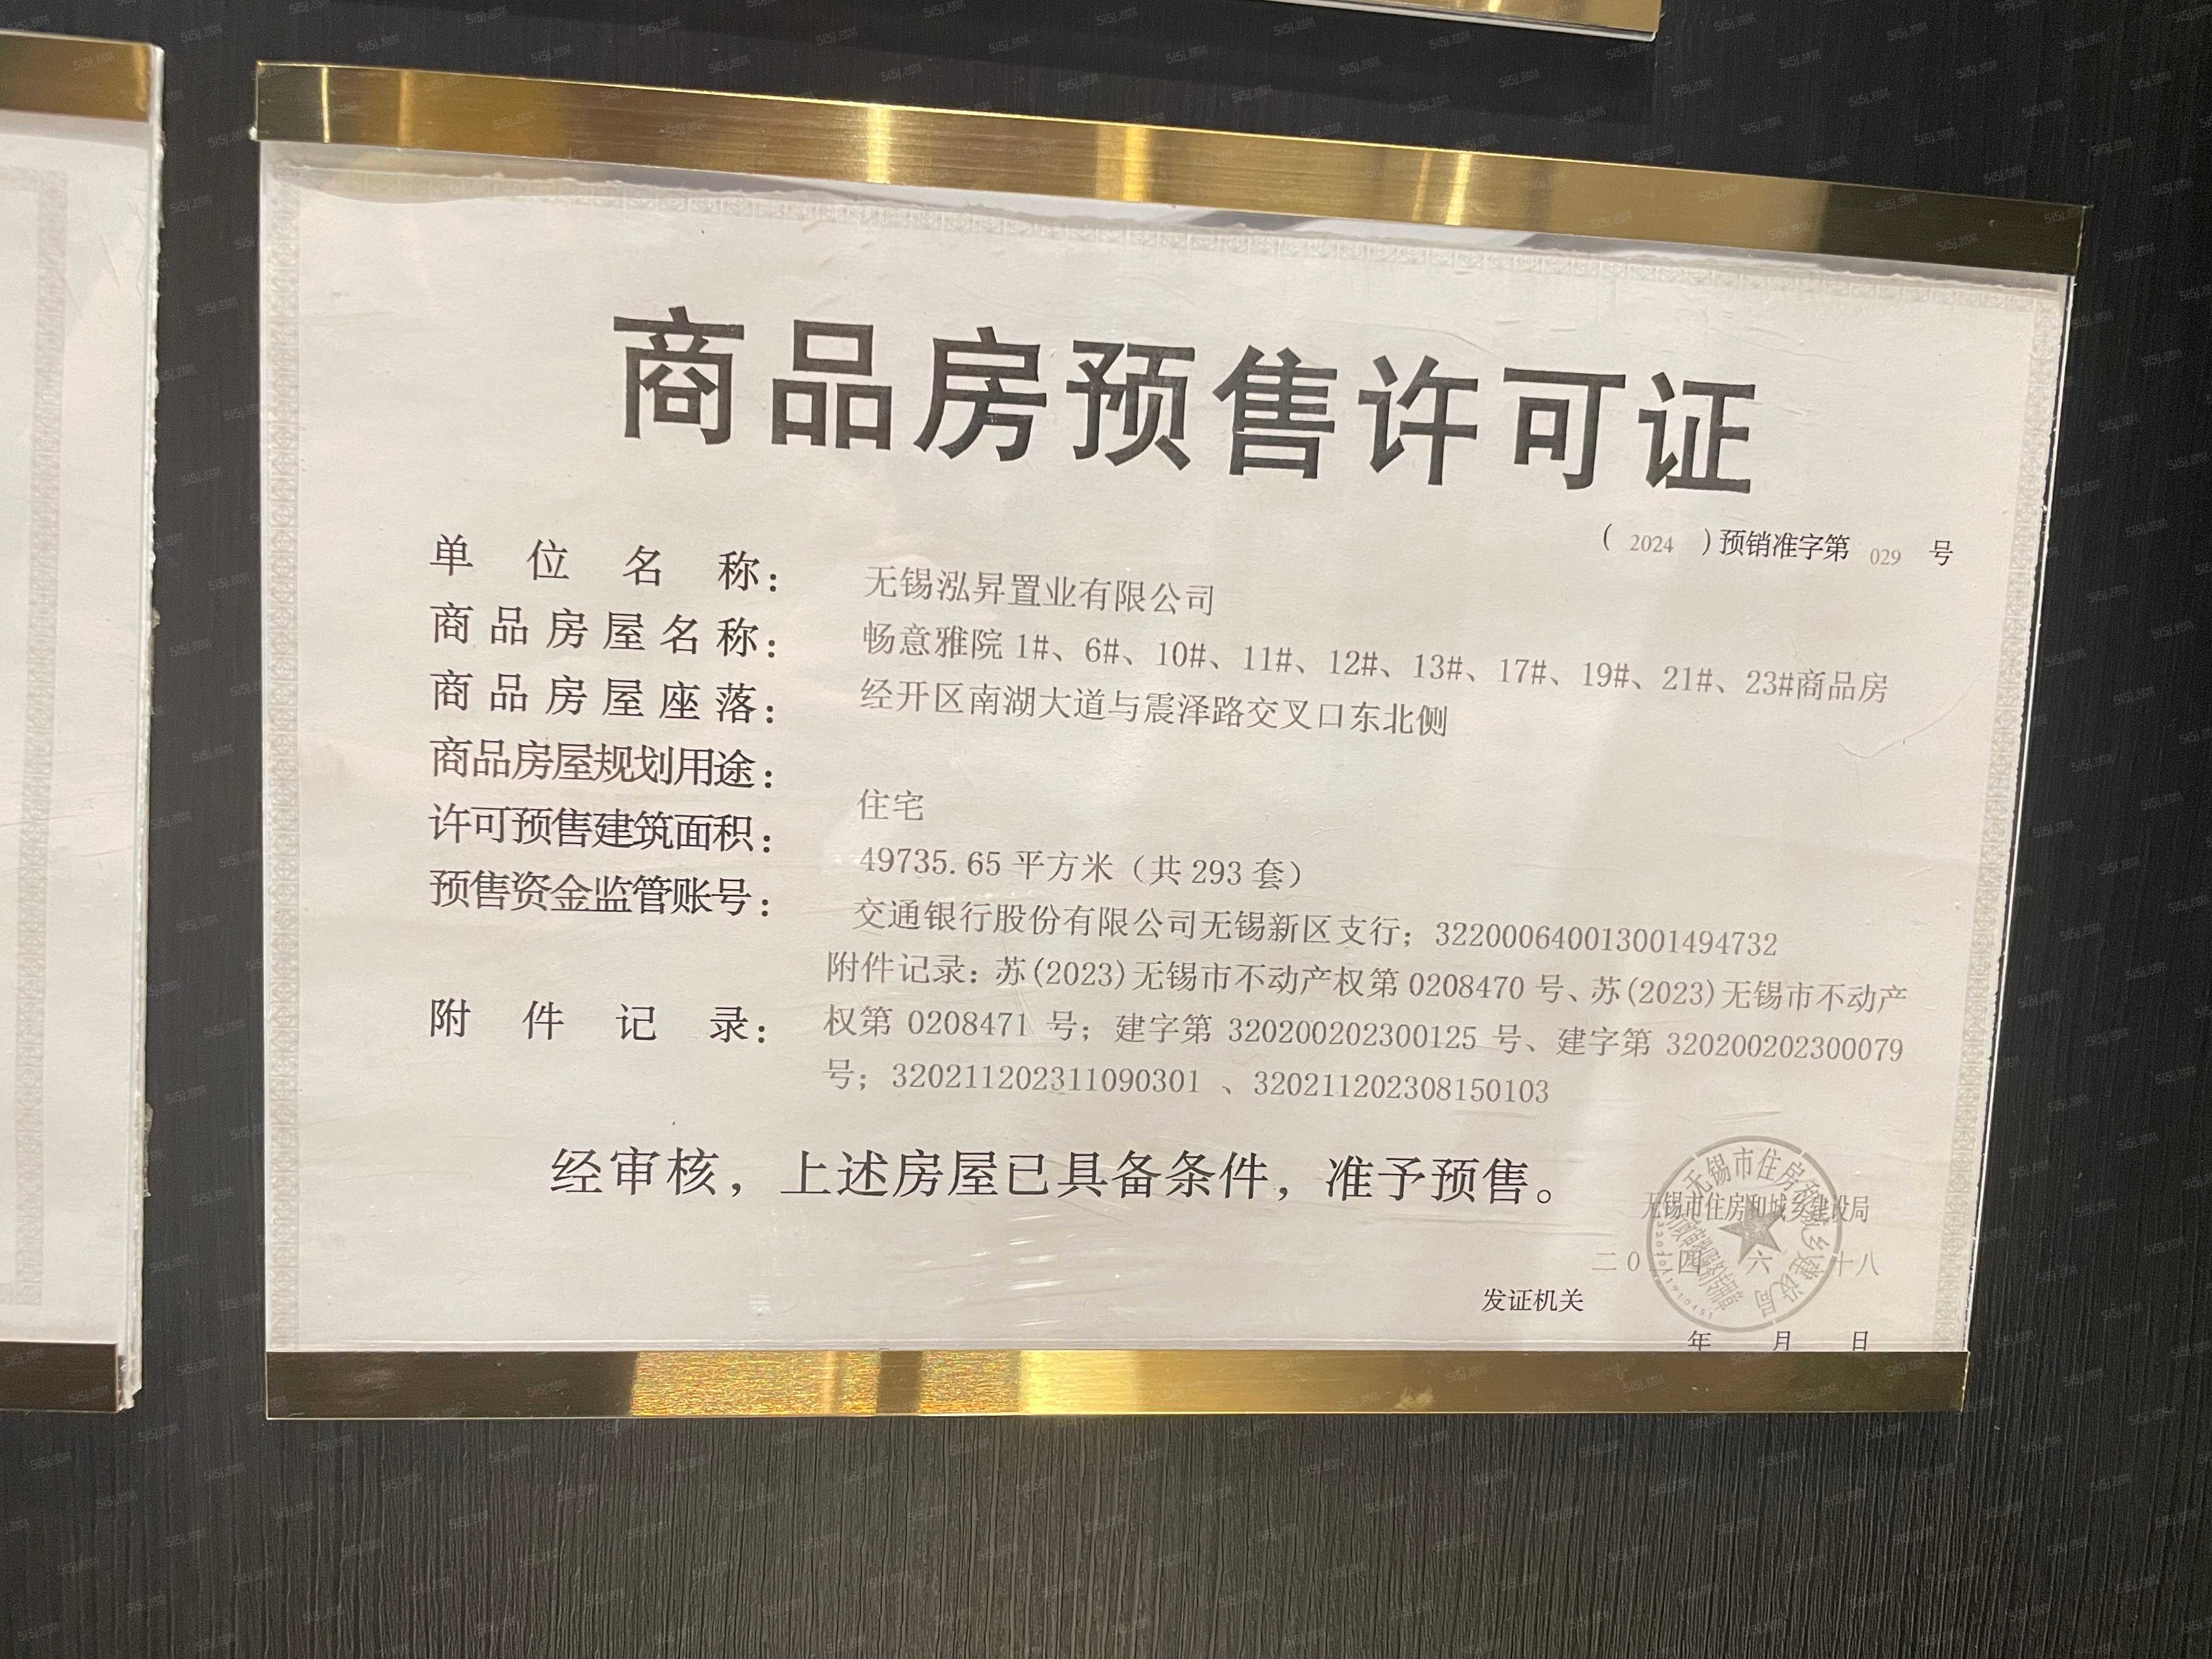 商品房预售许可证
( 2024 )预销准字第 029 号
单位名称: 无锡泓昇置业有限公司
商品房屋名称: 畅意雅院 1#、6#、10#、11#、12#、13#、17#、19#、21#、23#商品房
商品房屋座落: 经开区南湖大道与震泽路交叉口东北侧
商品房屋规划用途: 住宅
许可预售建筑面积: 49735.65 平方米（共 293 套）
预售资金监管账号: 交通银行股份有限公司无锡新区支行；322000640013001494732
附件记录: 附件记录：苏(2023)无锡市不动产权第 0208470 号、苏(2023)无锡市不动产
权第 0208471 号；建字第 320200202300125 号、建字第 320200202300079
号；320211202311090301 、320211202308150103
经审核，上述房屋已具备条件，准予预售。
无锡市住房和城乡建设局
二0二四 六 十八
发证机关
年 月 日